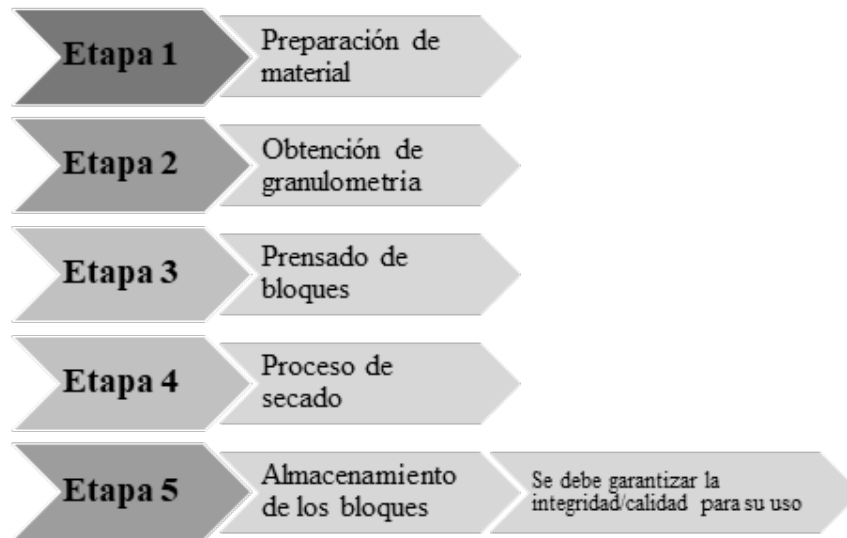 Etapa 1
Preparación de
material
Etapa 2
Obtención de
granulometria
Etapa 3
Prensado de
bloques
Etapa 4
Proceso de
secado
Etapa 5
Almacenamiento
de los bloques
Se debe garantizar la
integridad/calidad para su uso